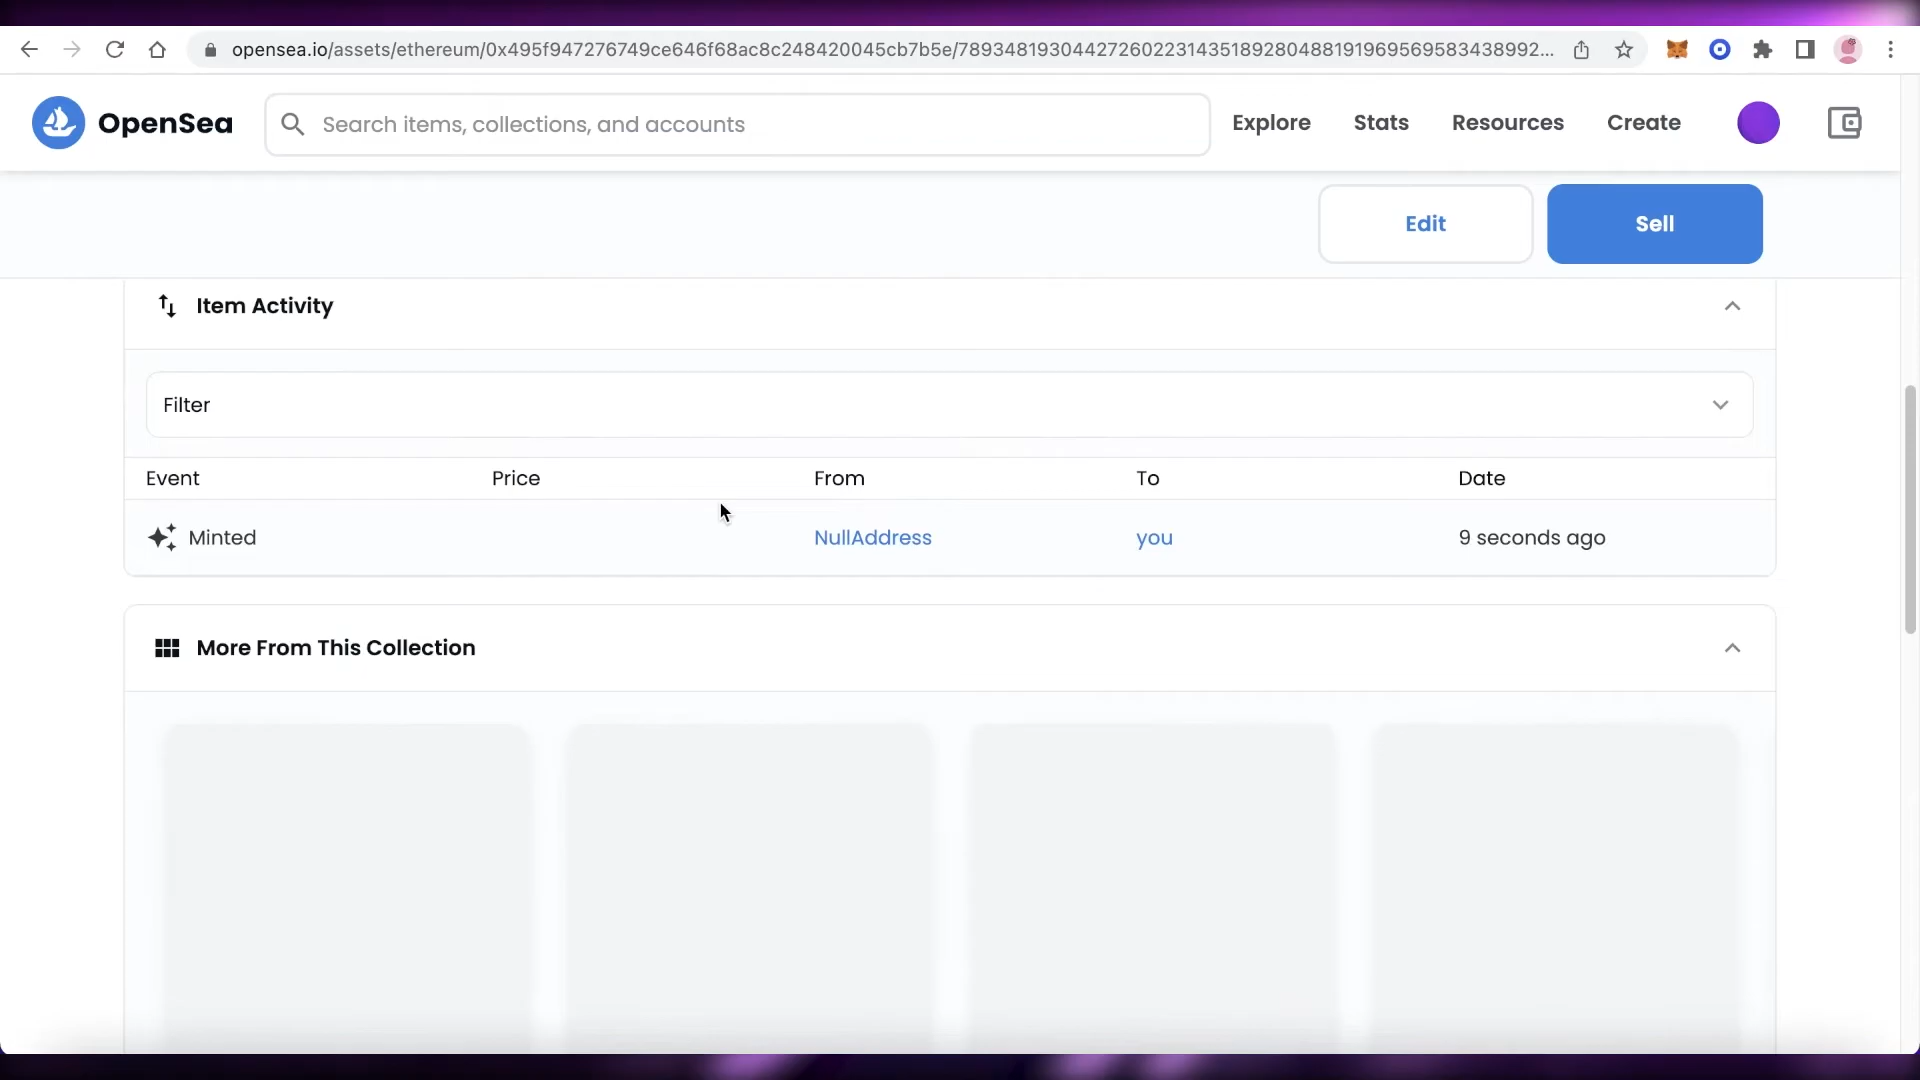 opensea.io/assets/ethereum/0x495f947276749ce646f68ac8c248420045cb7b5e/78934819304427260223143518928048819196956958343899​2...
OpenSea
Search items, collections, and accounts
Explore
Stats
Resources
Create
Edit
Sell
Item Activity
Filter
Event Price From To Date
Minted NullAddress you 9 seconds ago
More From This Collection